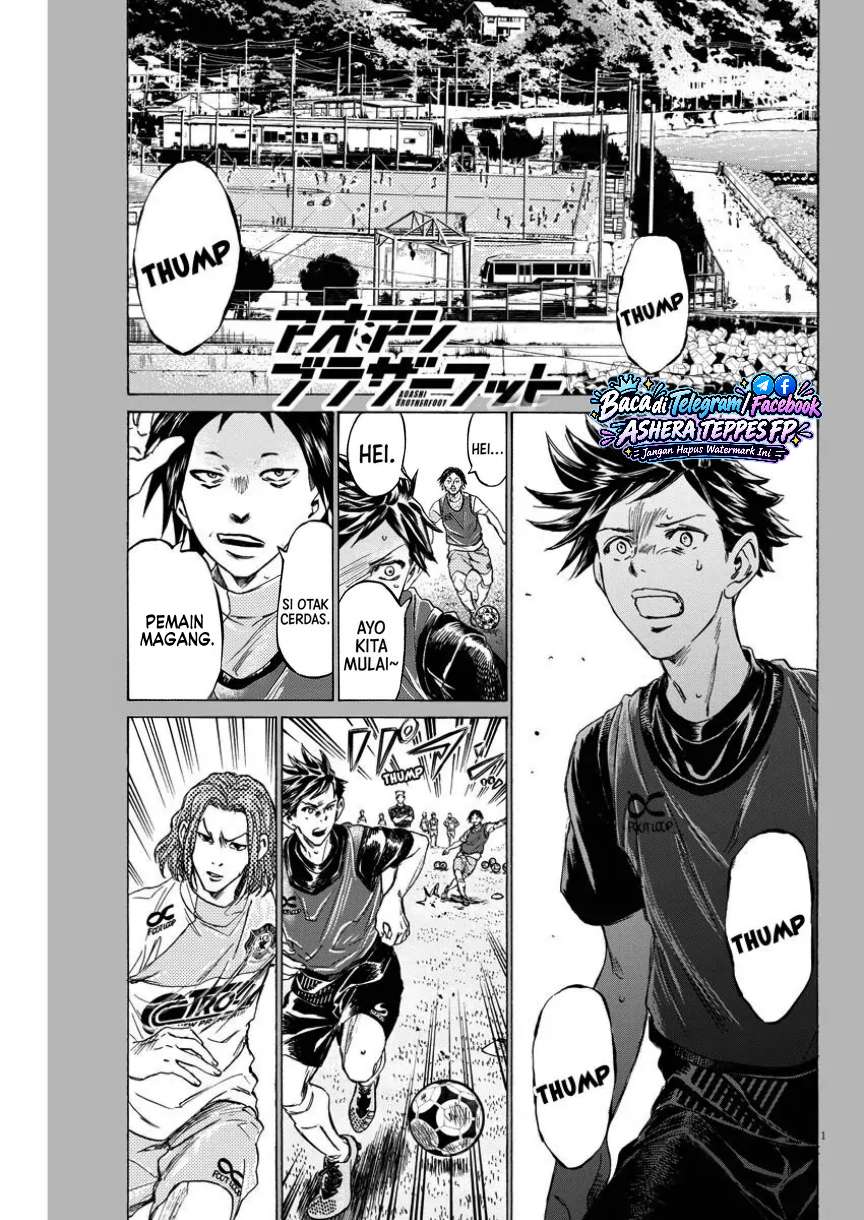 THUMP
THUMP
アオアシ
ブラザーフット
AOASHI
BROTHERFOOT
Baca di Telegram/Facebook
ASHERA TEPPES FP
Jangan Hapus Watermark Ini
HEI...
HEI.
AYO
KITA
MULAI~
SI OTAK
CERDAS.
PEMAIN
MAGANG.
FOOTLOOP
THUMP
THUMP
THUMP
FOOTLOOP
1